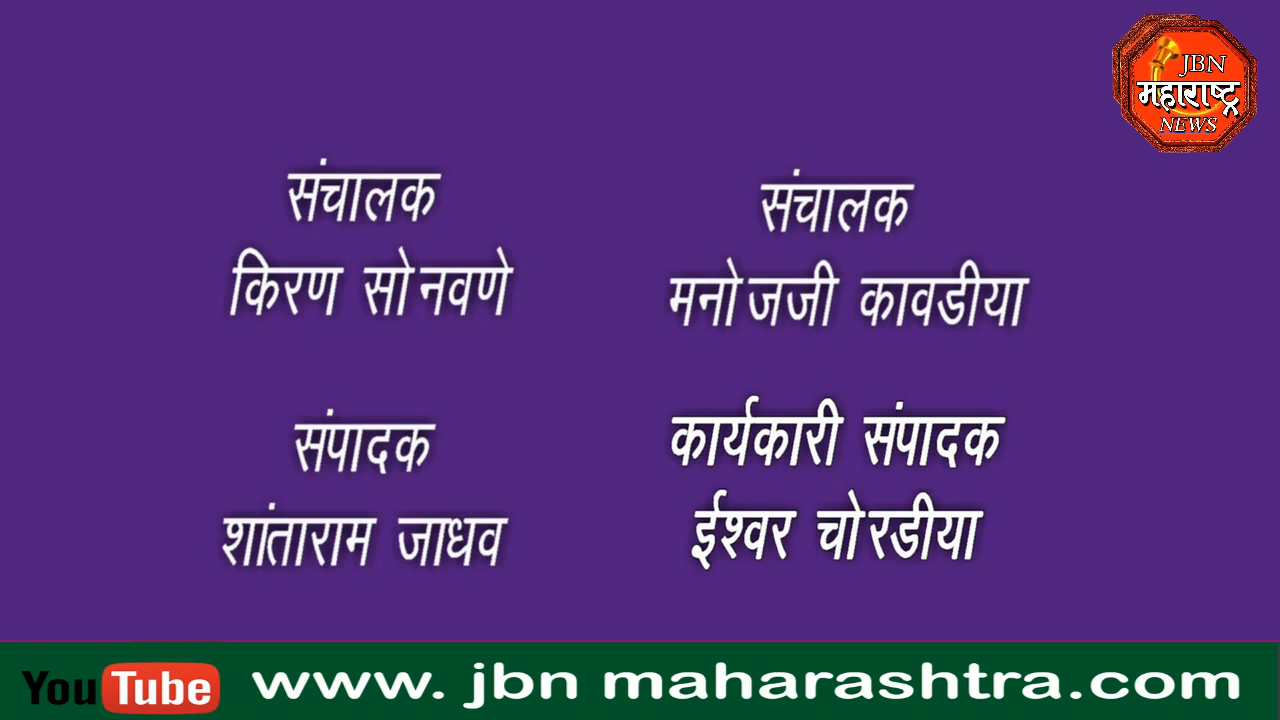 JBN
महाराष्ट्र
NEWS
संचालक
किरण सोनवणे
संचालक
मनोजजी कावडीया
संपादक
शांताराम जाधव
कार्यकारी संपादक
ईश्वर चोरडीया
YouTube
www. jbn maharashtra.com